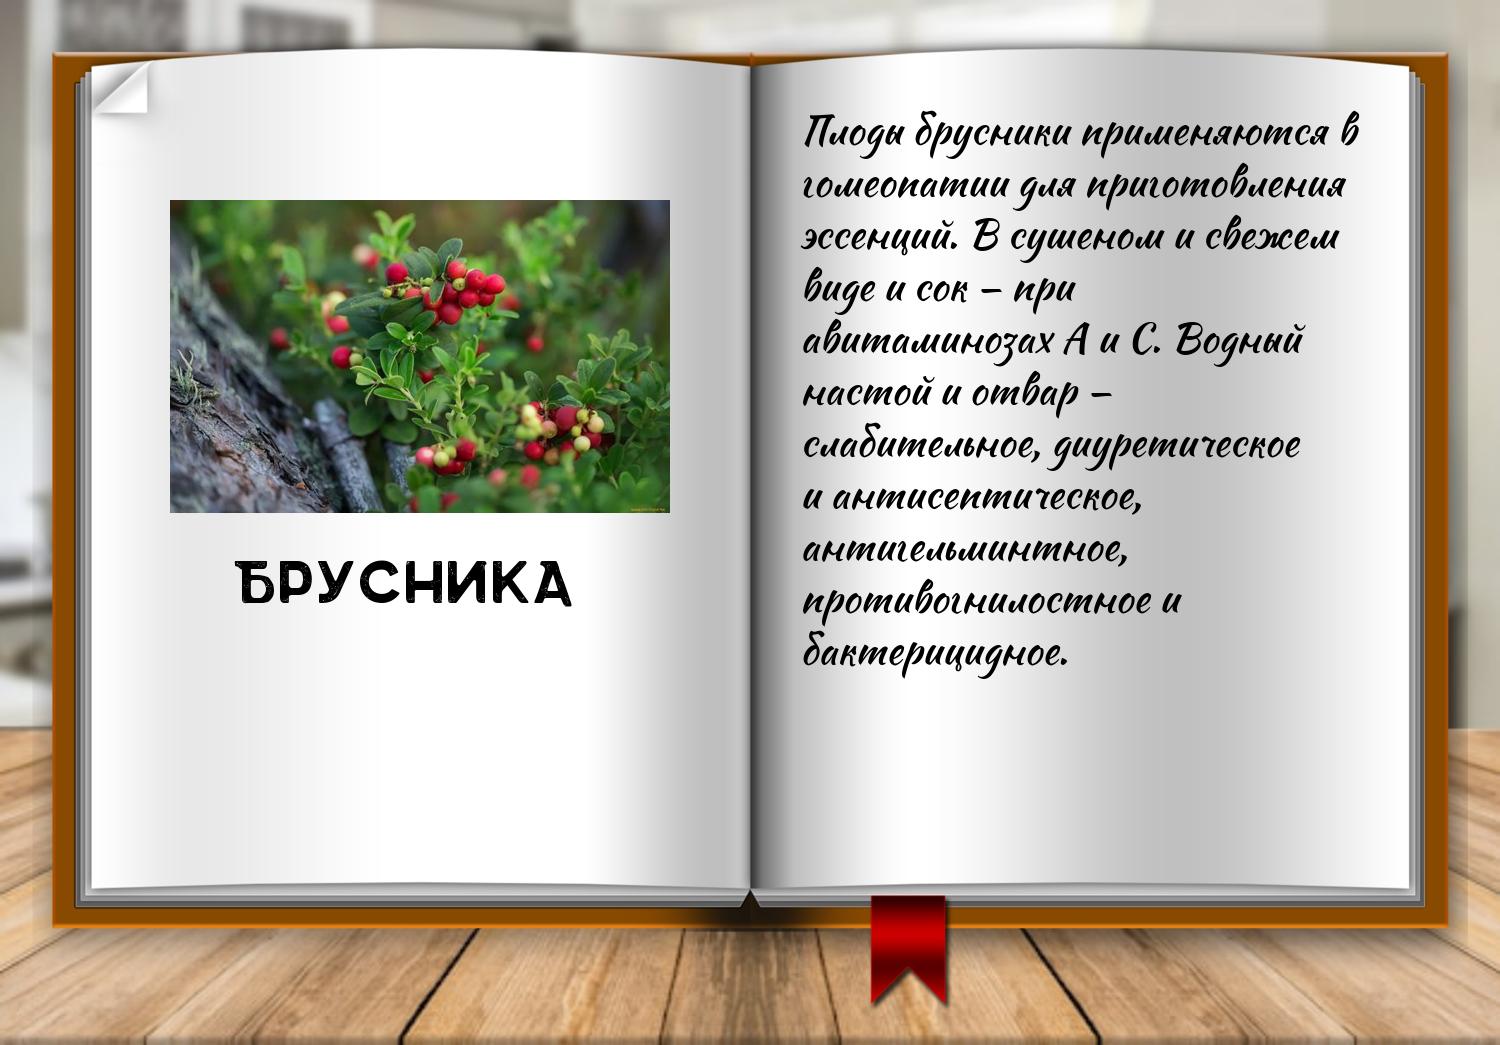 БРУСНИКА
Плоды брусники применяются в
гомеопатии для приготовления
эссенций. В сушеном и свежем
виде и сок – при
авитаминозах А и С. Водный
настой и отвар –
слабительное, диуретическое
и антисептическое,
антигельминтное,
противогнилостное и
бактерицидное.